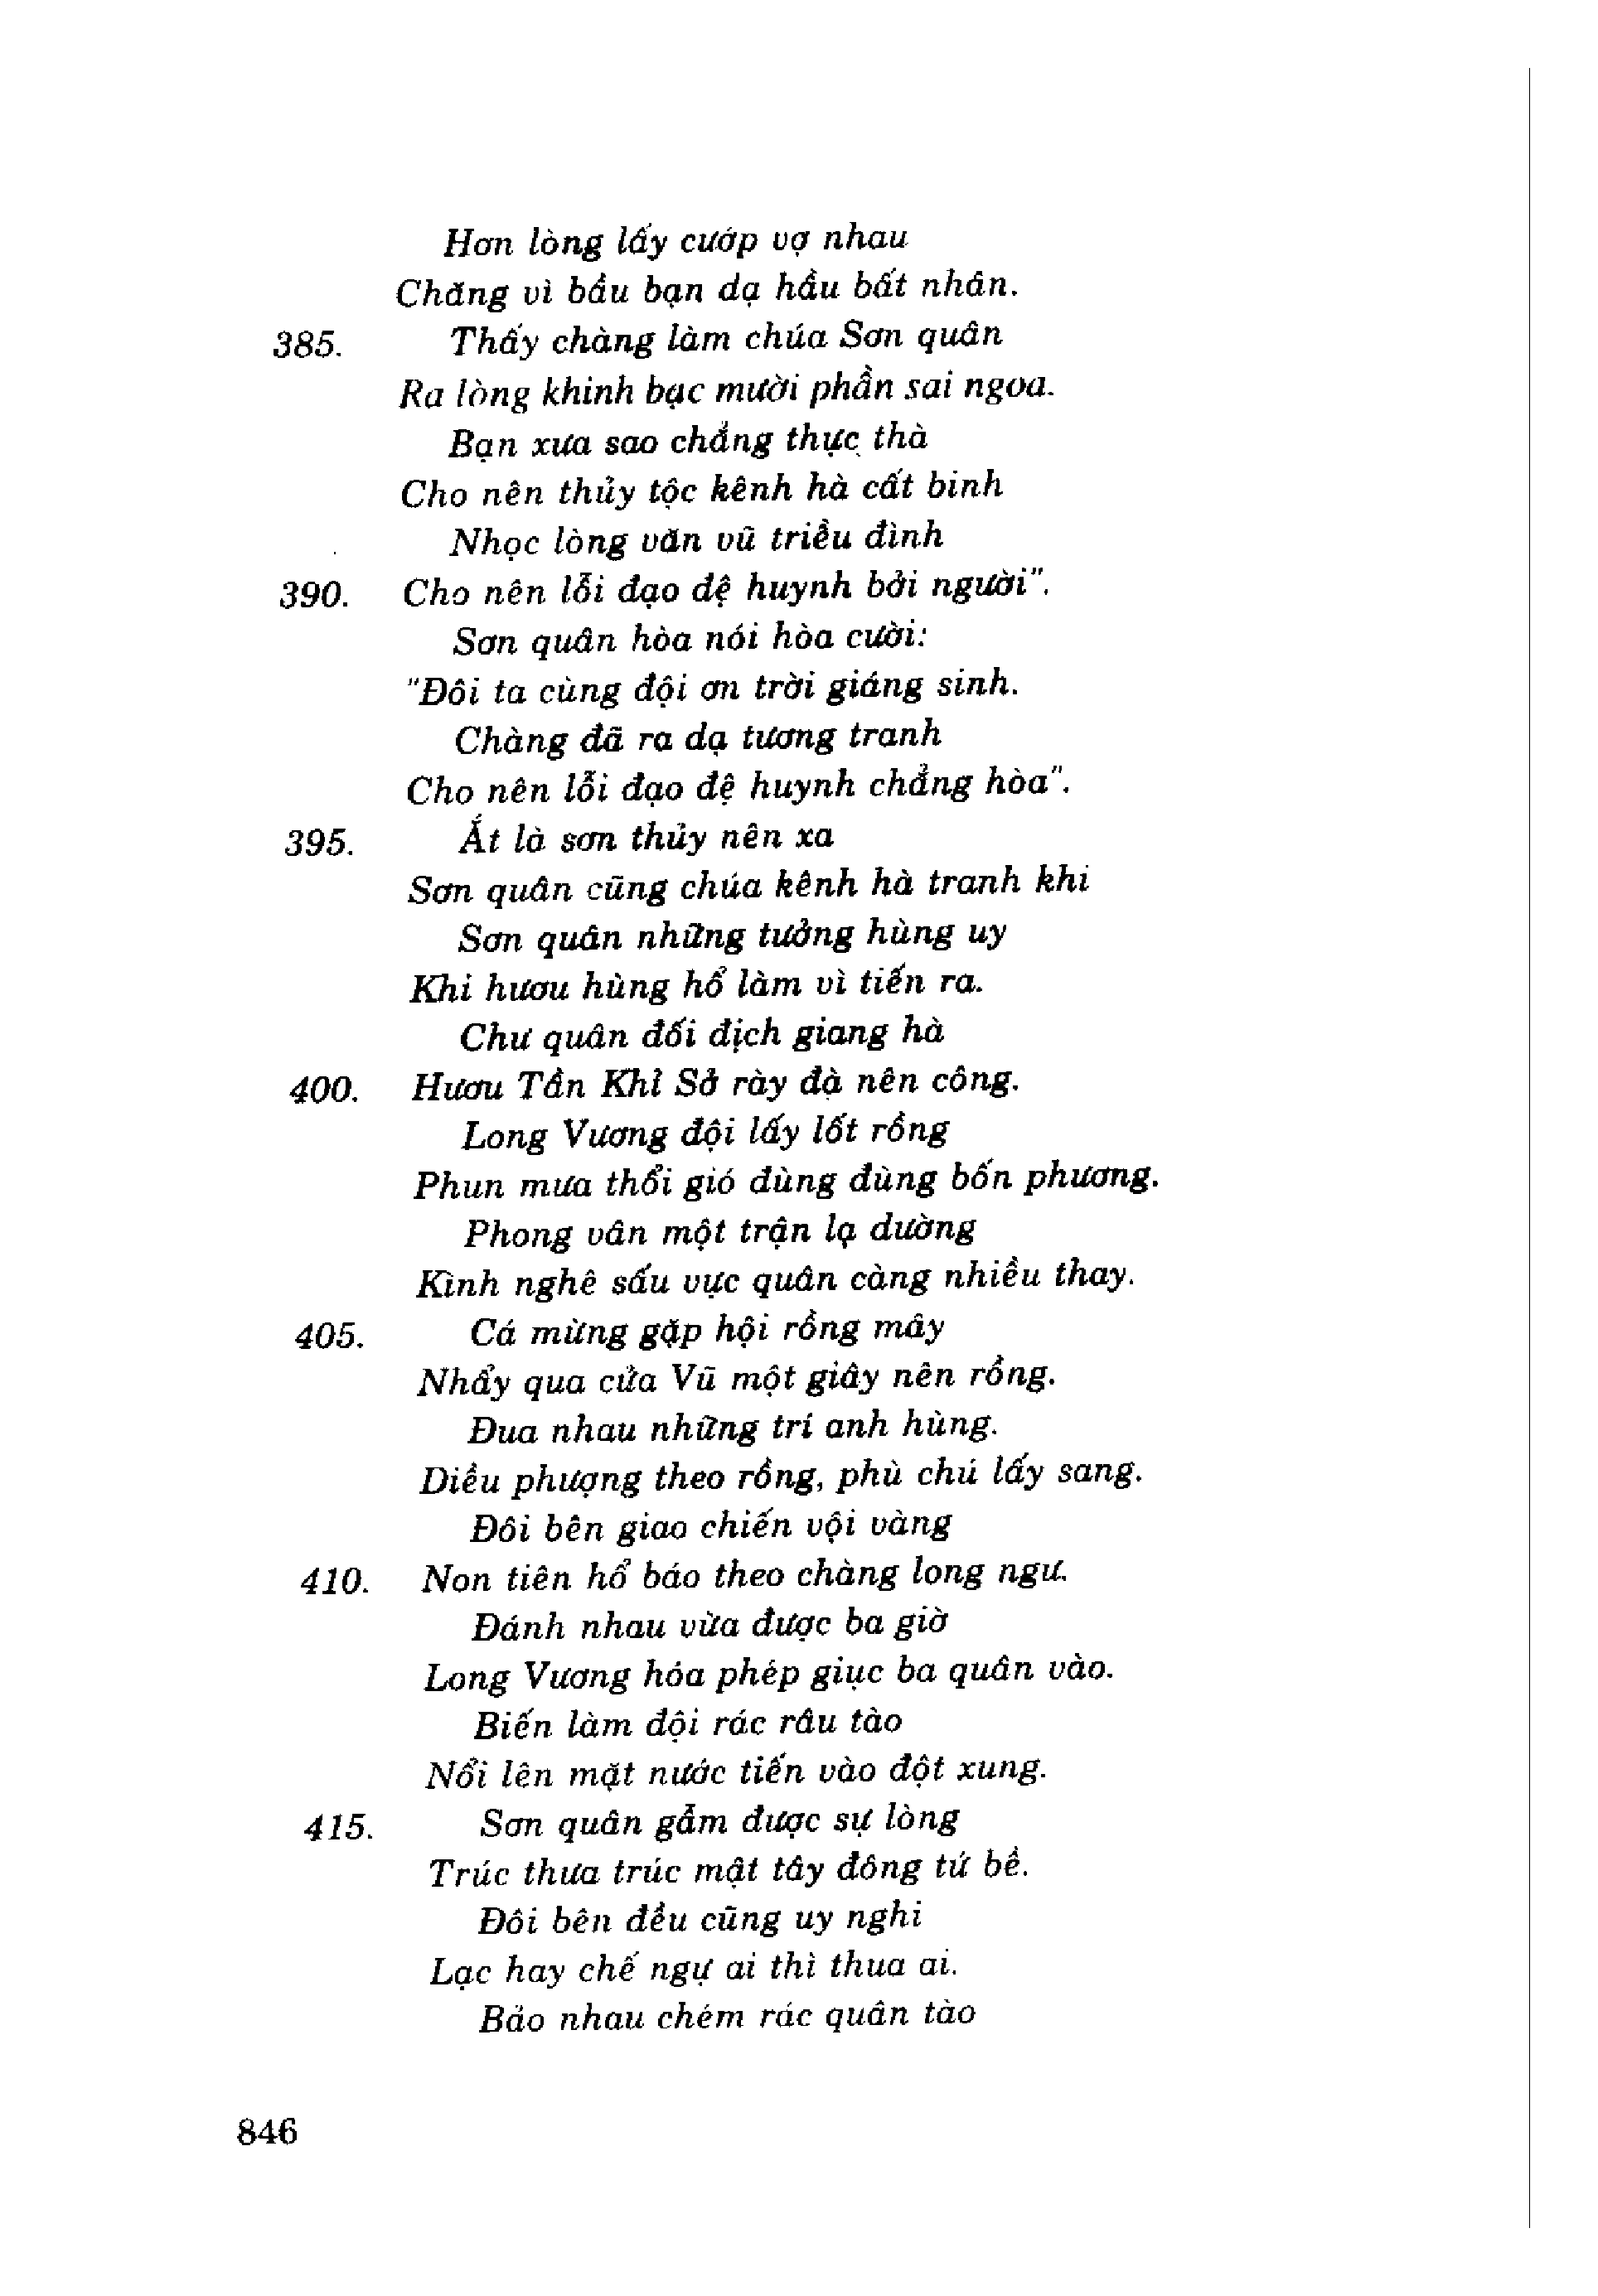 Hơn lòng lấy cướp vợ nhau
Chăng vì bầu bạn dạ hầu bất nhân.
385. Thấy chàng làm chúa Sơn quân
Ra lòng khinh bạc mười phần sai ngoa.
Bạn xưa sao chẳng thực thà
Cho nên thủy tộc kênh hà cất binh
Nhọc lòng văn vũ triều đình
390. Cho nên lỗi đạo đệ huynh bởi người".
Sơn quân hòa nói hòa cười:
"Đôi ta cùng đội ơn trời giáng sinh.
Chàng đã ra dạ tương tranh
Cho nên lỗi đạo đệ huynh chẳng hòa".
395. Ắt là sơn thủy nên xa
Sơn quân cũng chúa kênh hà tranh khi
Sơn quân những tưởng hùng uy
Khi hươu hùng hổ làm vì tiến ra.
Chư quân đối địch giang hà
400. Hươu Tần Khỉ Sở rày đà nên công.
Long Vương đội lấy lốt rồng
Phun mưa thổi gió đùng đùng bốn phương.
Phong vân một trận lạ dường
Kình nghê sấu vực quân càng nhiều thay.
405. Cá mừng gặp hội rồng mây
Nhẩy qua cửa Vũ một giây nên rồng.
Đua nhau những trí anh hùng.
Diều phượng theo rồng, phù chú lấy sang.
Đôi bên giao chiến vội vàng
410. Non tiên hổ báo theo chàng long ngư.
Đánh nhau vừa được ba giờ
Long Vương hóa phép giục ba quân vào.
Biến làm đội rác râu tào
Nổi lên mặt nước tiến vào đột xung.
415. Sơn quân gẫm được sự lòng
Trúc thưa trúc mật tây đông tứ bề.
Đôi bên đều cũng uy nghi
Lạc hay chế ngự ai thì thua ai.
Bảo nhau chém rác quân tào
846